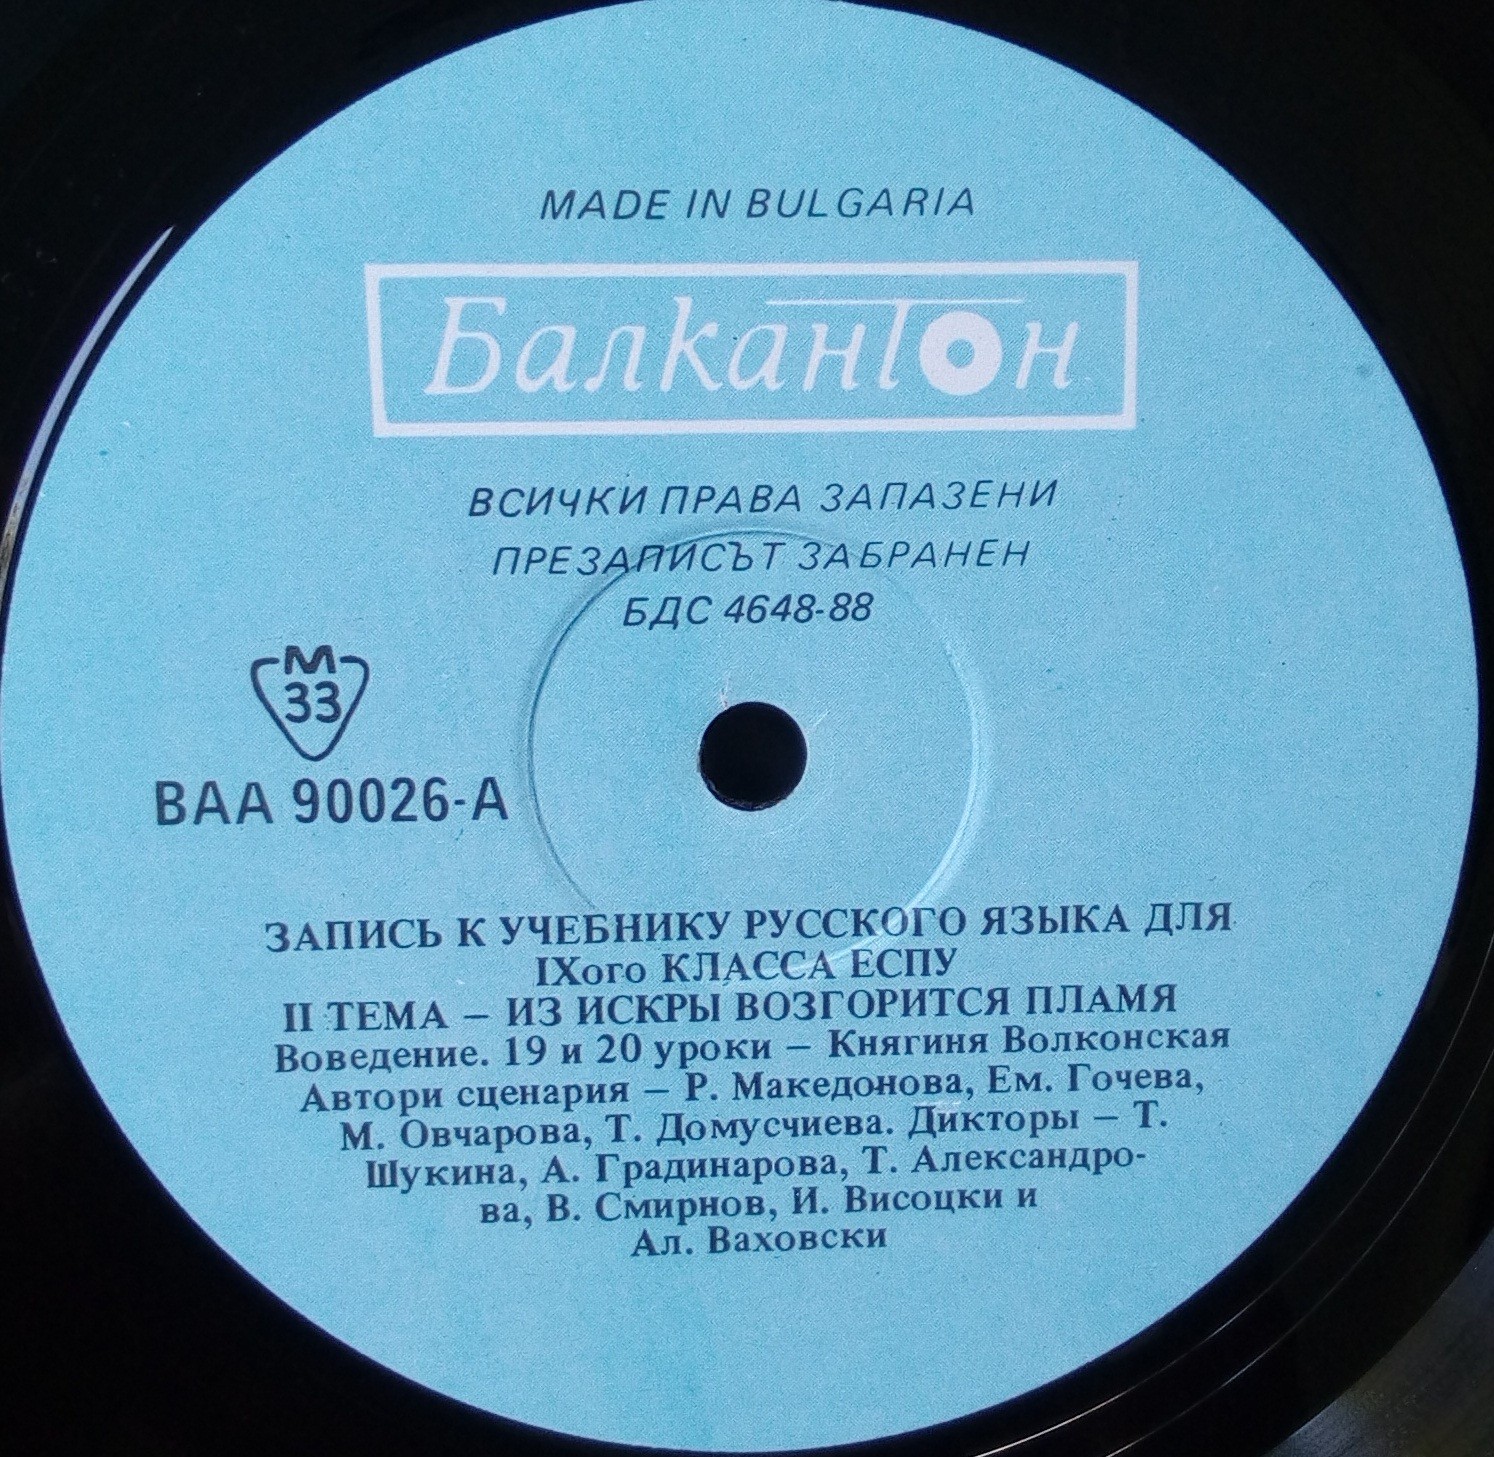 MADE IN BULGARIA
Балкантон
ВСИЧКИ ПРАВА ЗАПАЗЕНИ
ПРЕЗАПИСЪТ ЗАБРАНЕН
БДС 4648-88
М
33
ВАА 90026-А
ЗАПИСЬ К УЧЕБНИКУ РУССКОГО ЯЗЫКА ДЛЯ
IXого КЛАССА ЕСПУ
II ТЕМА – ИЗ ИСКРЫ ВОЗГОРИТСЯ ПЛАМЯ
Воведение. 19 и 20 уроки – Княгиня Волконская
Автори сценария – Р. Македонова, Ем. Гочева,
М. Овчарова, Т. Домусчиева. Дикторы – Т.
Шукина, А. Градинарова, Т. Александро-
ва, В. Смирнов, И. Висоцки и
Ал. Ваховски